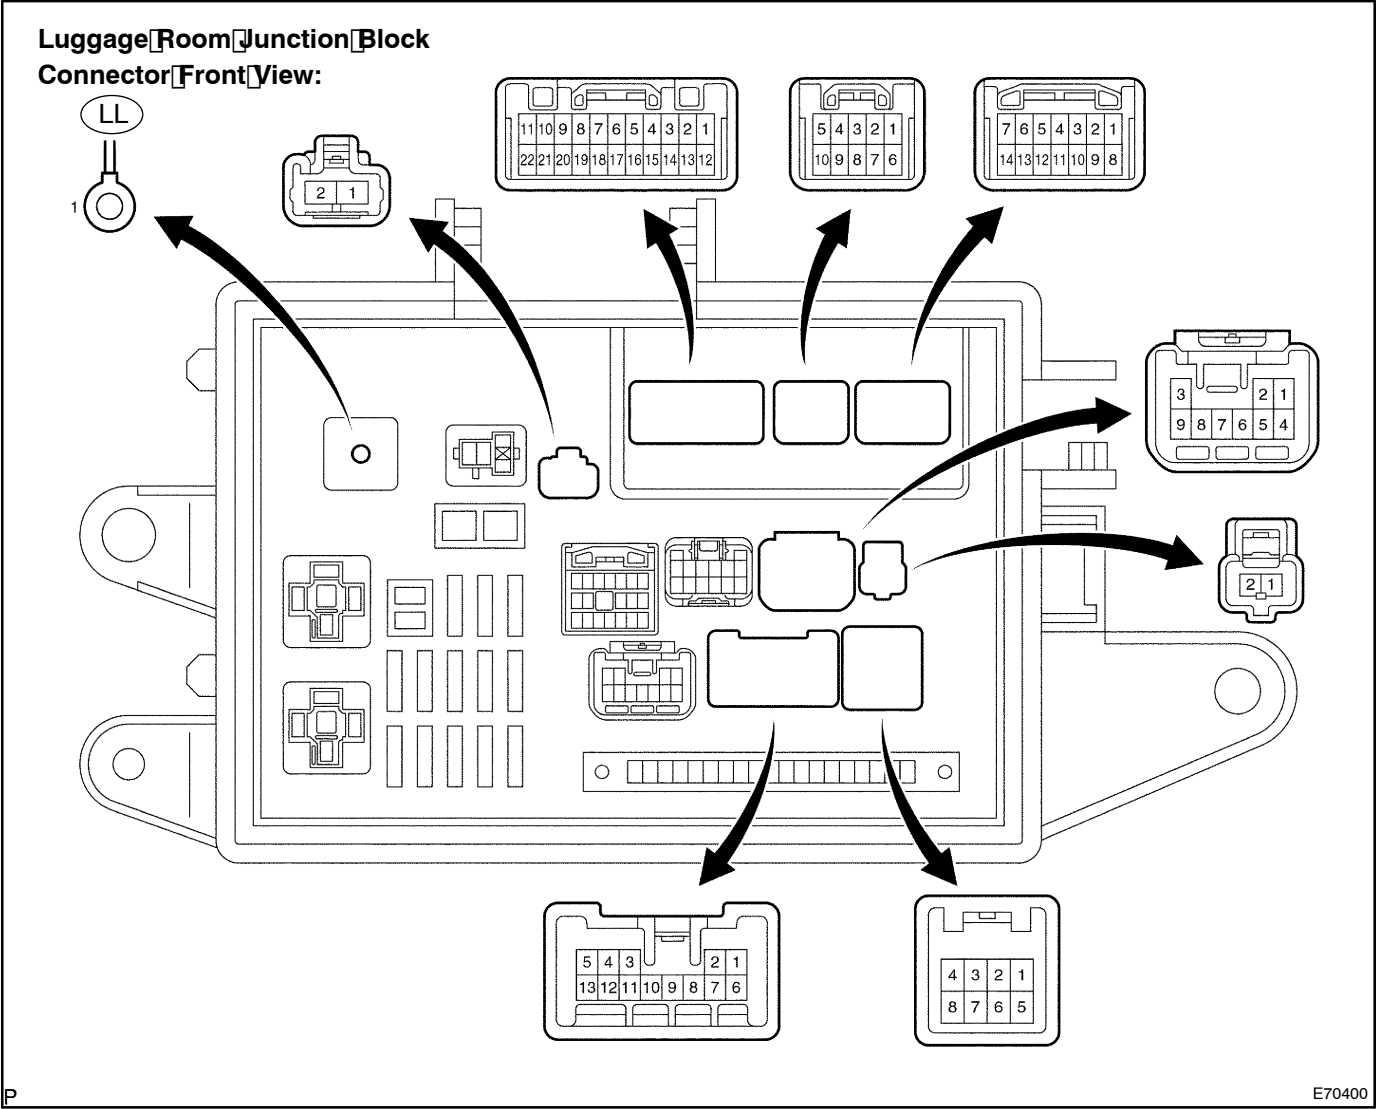 Luggage Room Junction Block
Connector Front View:
LL
1
2 1
11 10 9 8 7 6 5 4 3 2 1
22 21 20 19 18 17 16 15 14 13 12
5 4 3 2 1
10 9 8 7 6
7 6 5 4 3 2 1
14 13 12 11 10 9 8
3 2 1
9 8 7 6 5 4
2 1
5 4 3 2 1
13 12 11 10 9 8 7 6
4 3 2 1
8 7 6 5
P
E70400